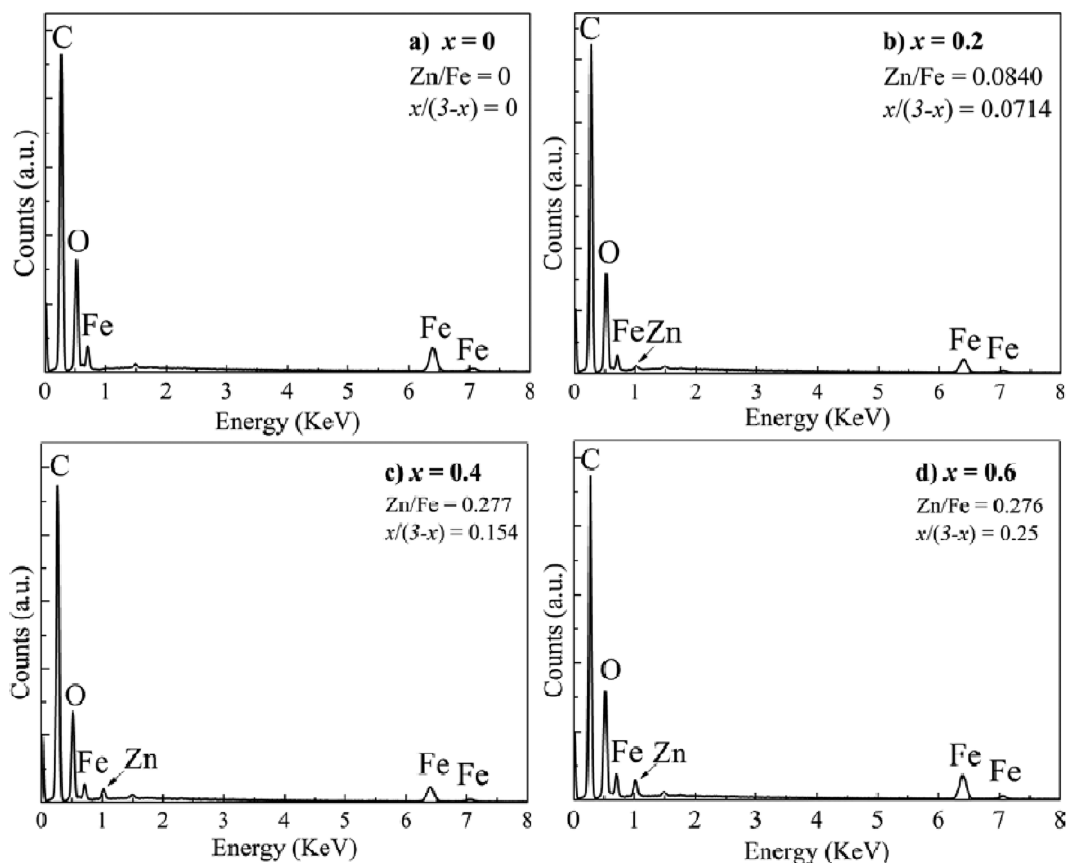 C
a) x = 0
Zn/Fe = 0
x/(3-x) = 0
O
Fe
Fe
Fe
Counts (a.u.)
0 1 2 3 4 5 6 7 8
Energy (KeV)
C
b) x = 0.2
Zn/Fe = 0.0840
x/(3-x) = 0.0714
O
Fe Zn
Fe
Fe
Counts (a.u.)
0 1 2 3 4 5 6 7 8
Energy (KeV)
C
c) x = 0.4
Zn/Fe = 0.277
x/(3-x) = 0.154
O
Fe Zn
Fe
Fe
Counts (a.u.)
0 1 2 3 4 5 6 7 8
Energy (KeV)
C
d) x = 0.6
Zn/Fe = 0.276
x/(3-x) = 0.25
O
Fe Zn
Fe
Fe
Counts (a.u.)
0 1 2 3 4 5 6 7 8
Energy (KeV)